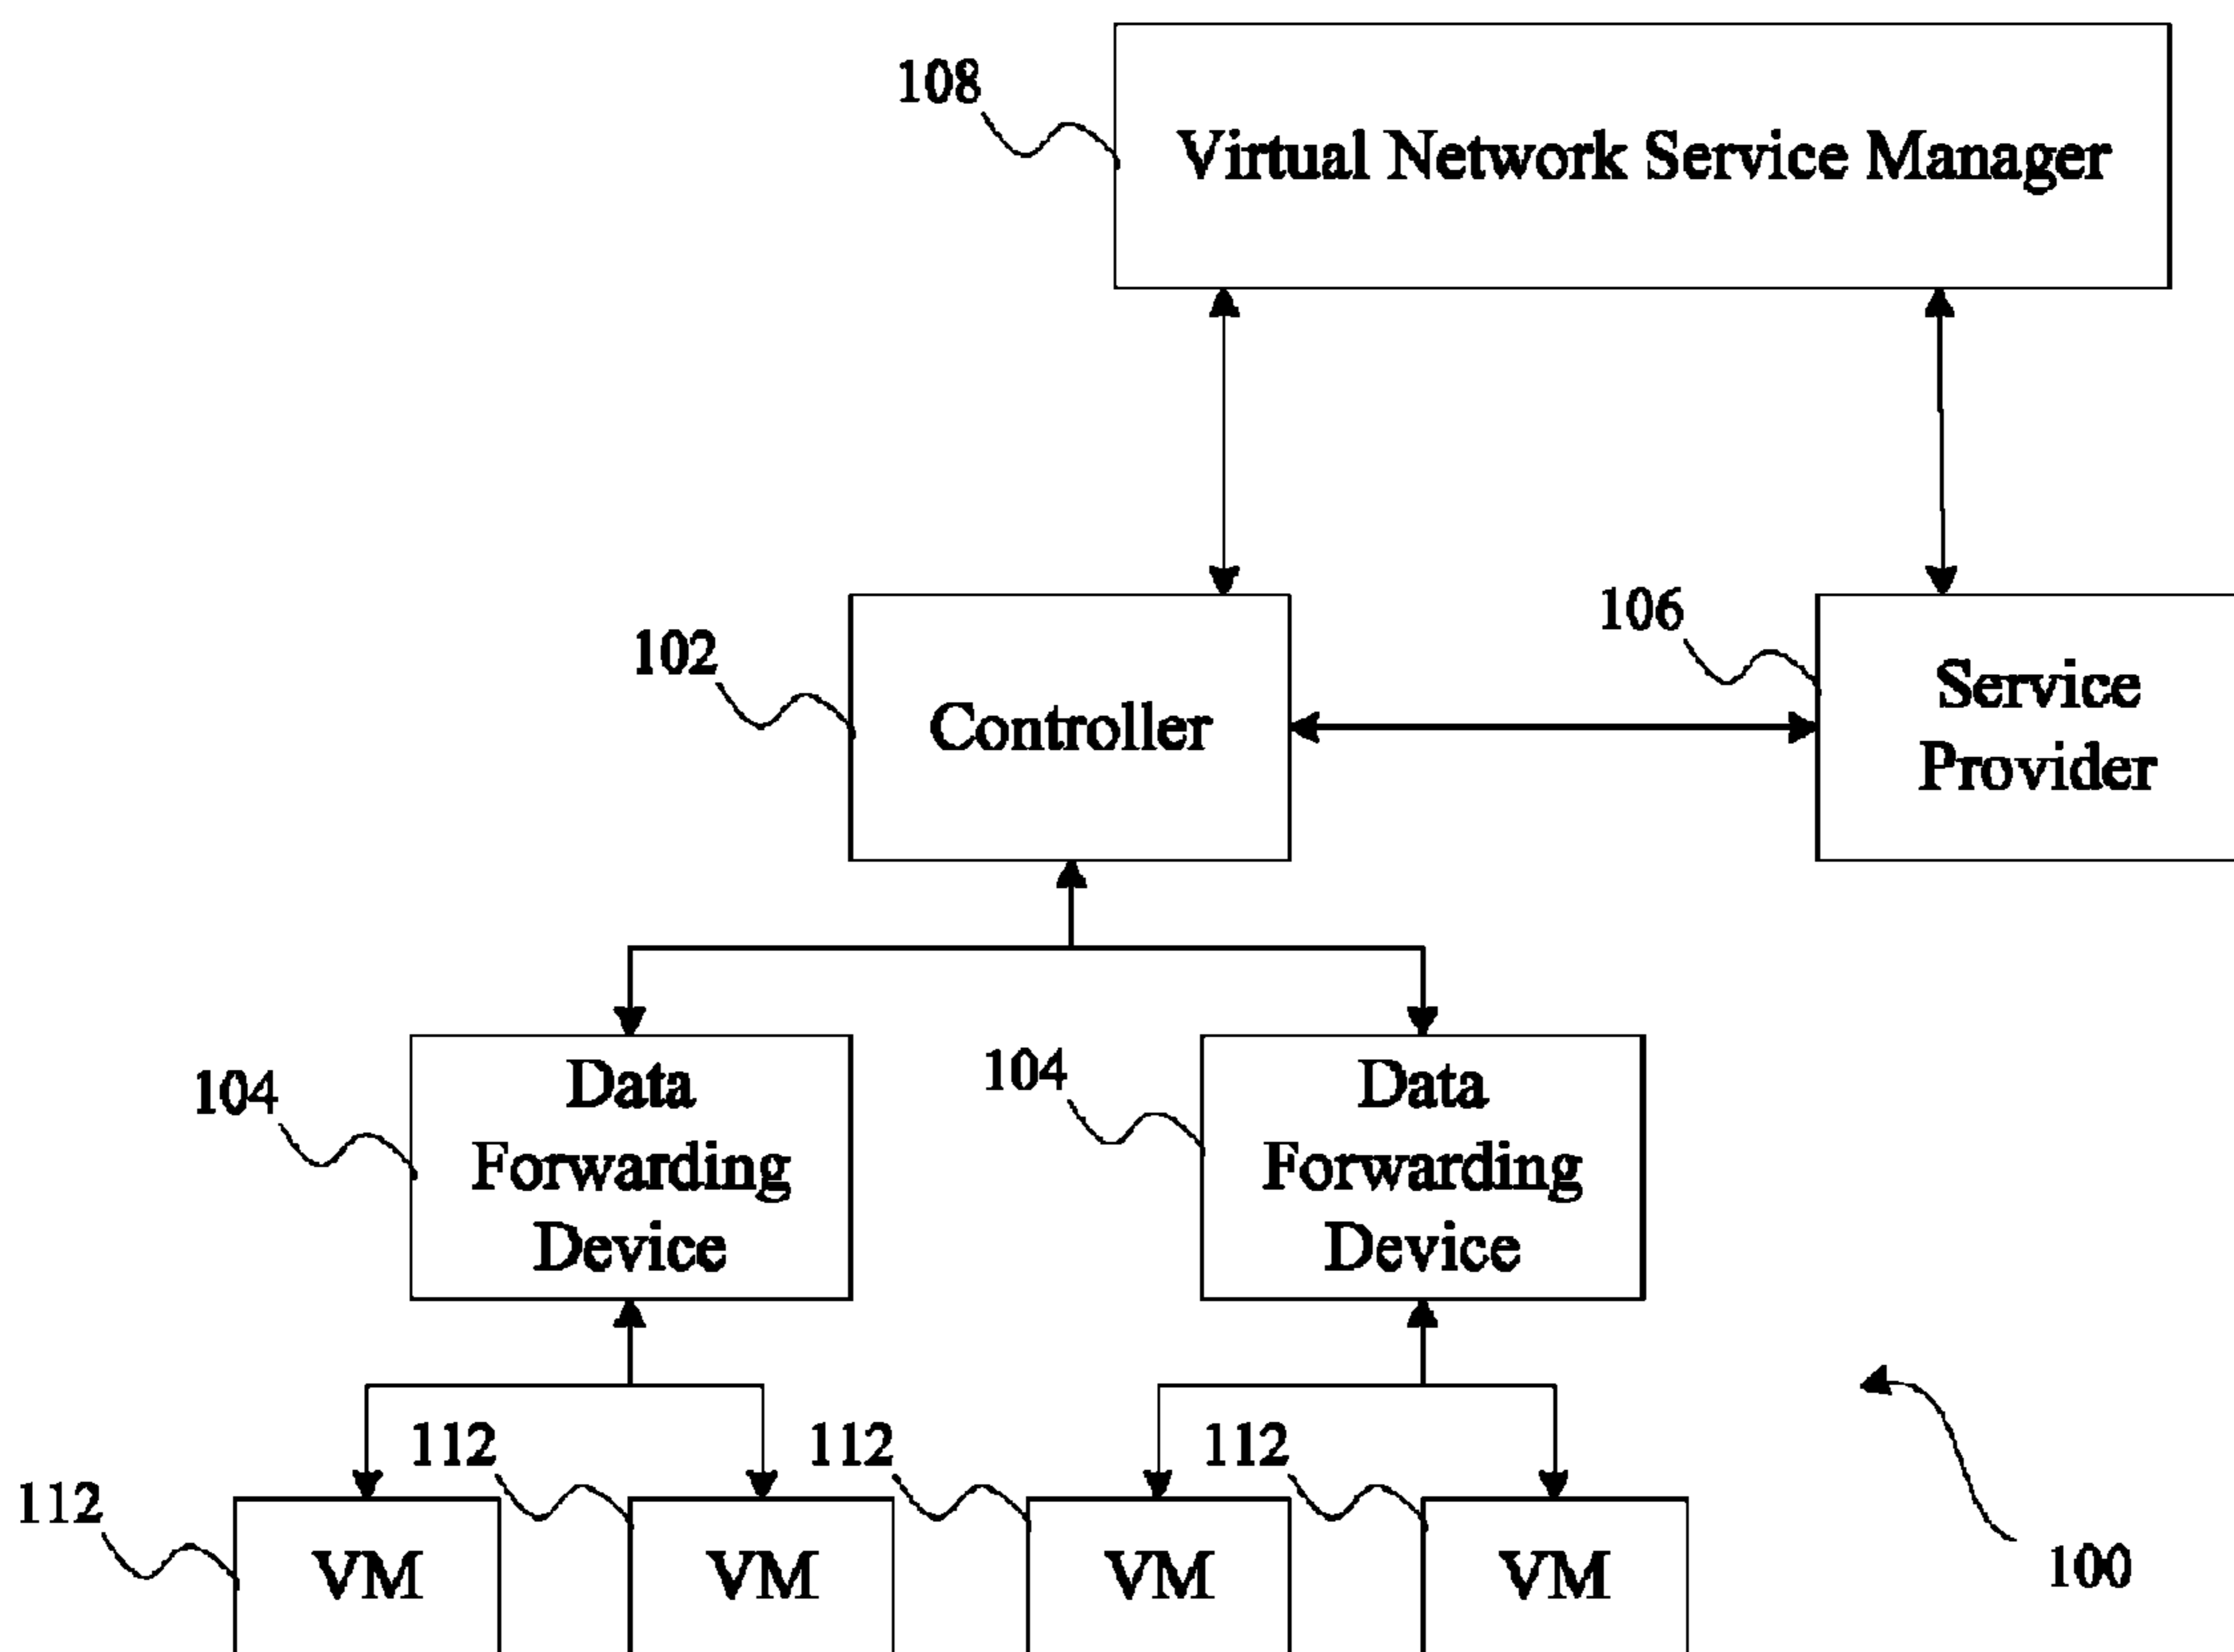 108
Virtual Network Service Manager
106
102
Service
Provider
Controller
104
Data
Forwarding
Device
104
Data
Forwarding
Device
112
112
112
112
VM
VM
VM
VM
100